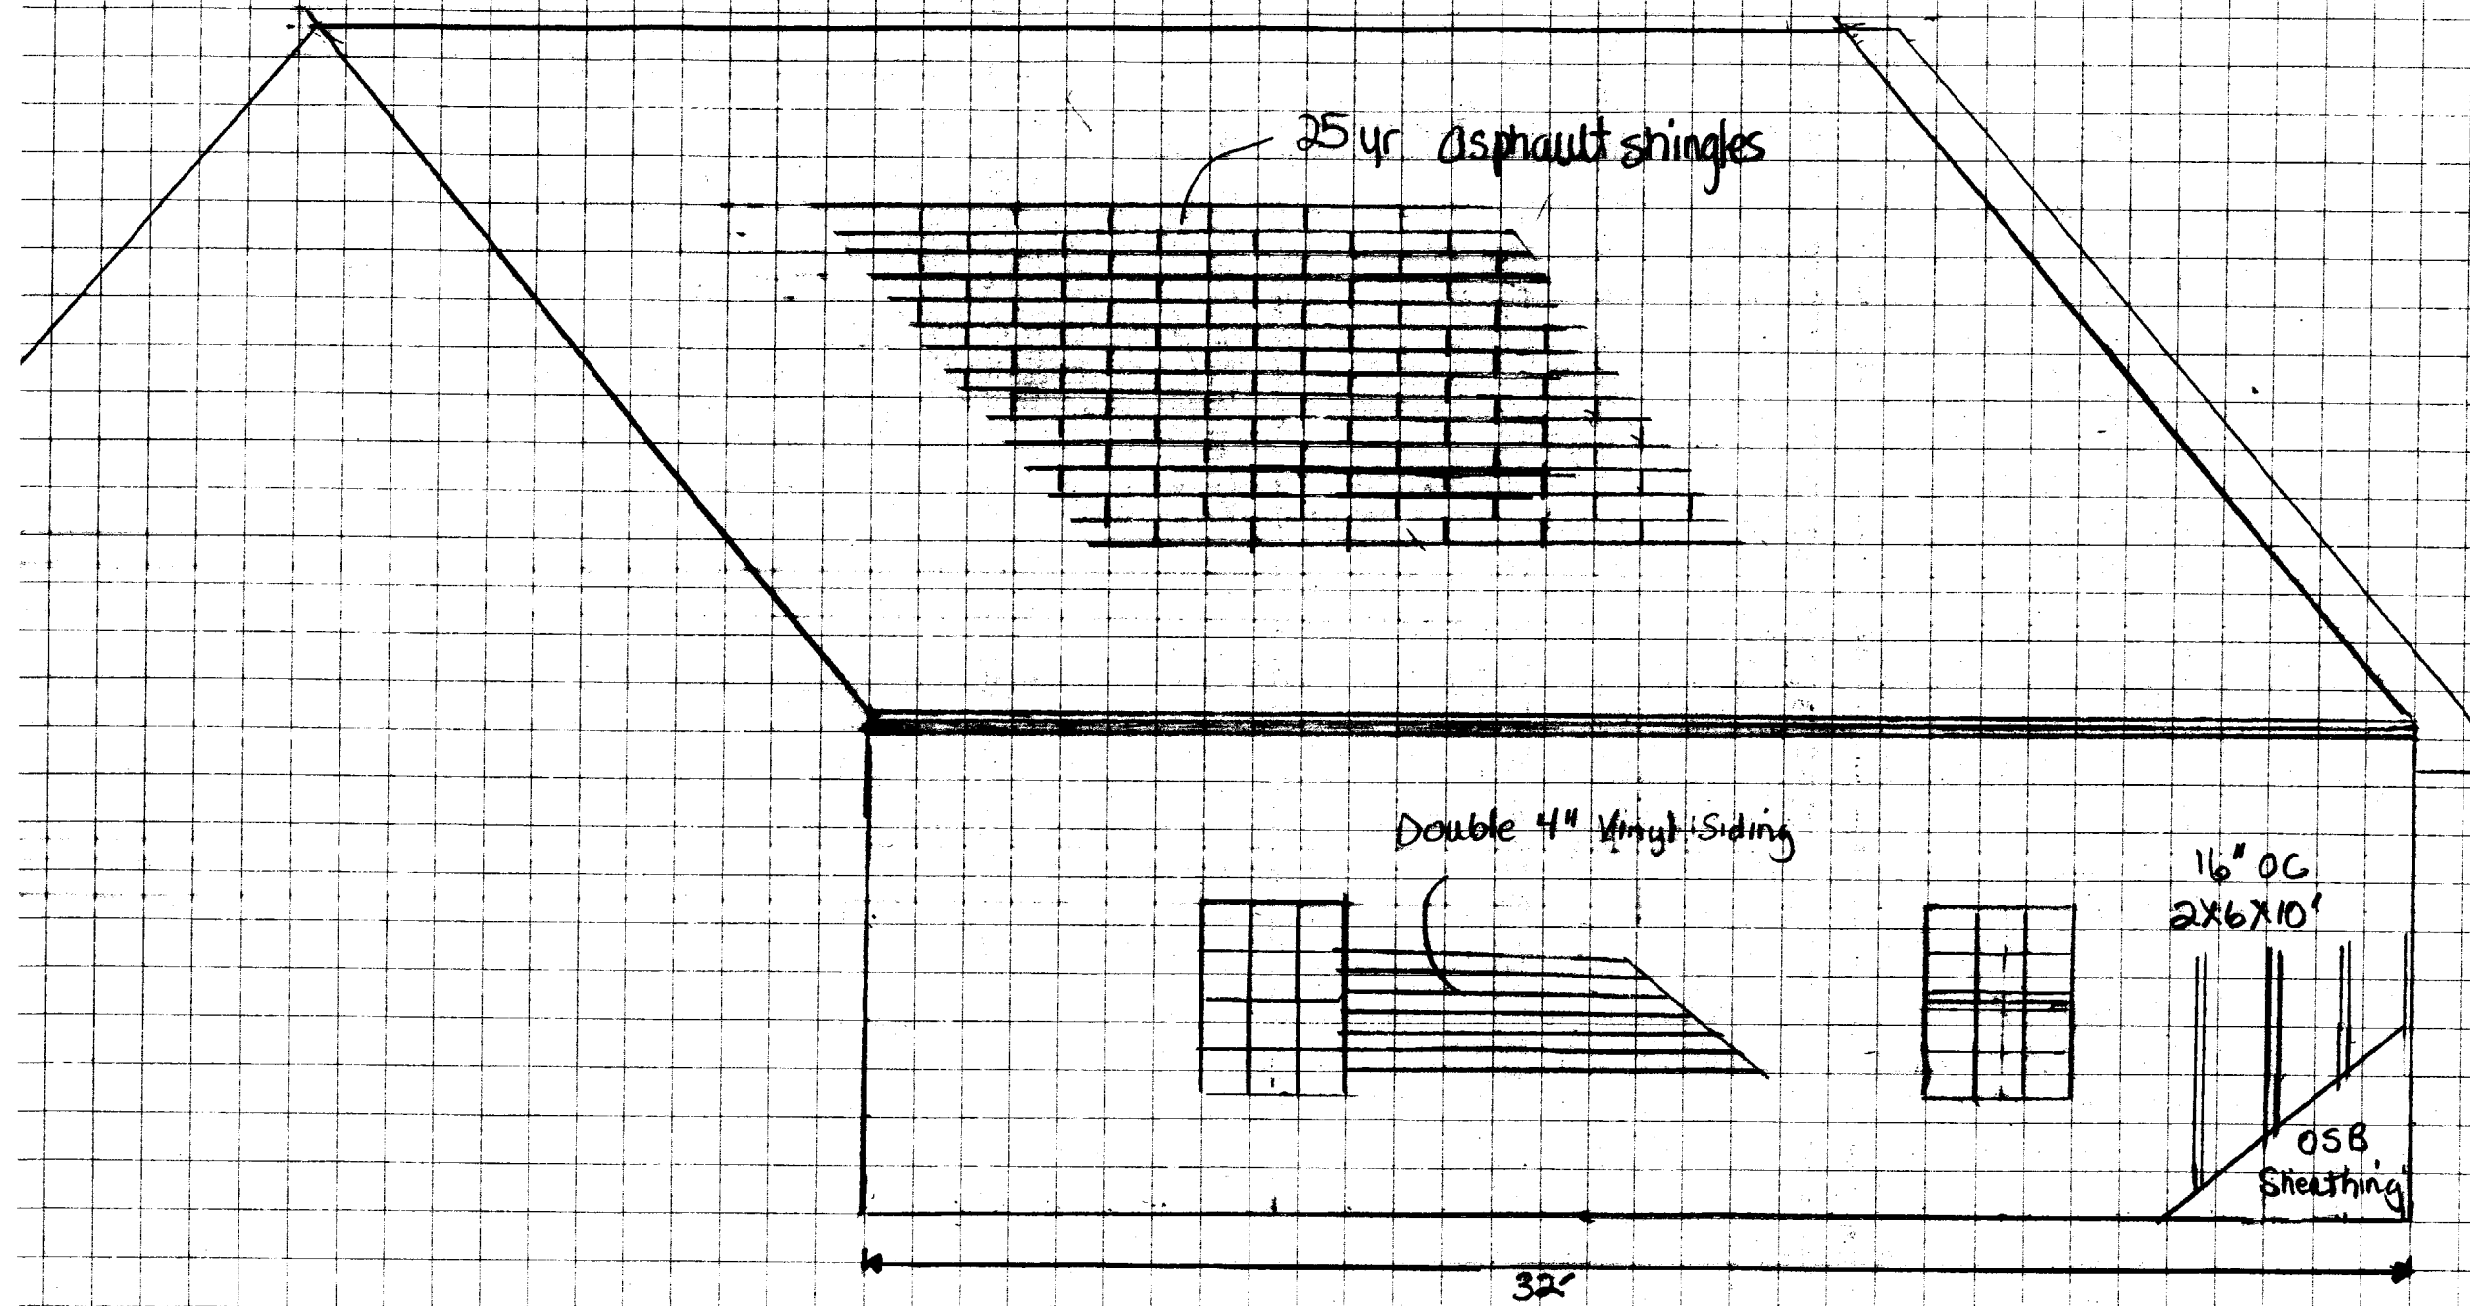 25 yr asphault shingles
Double 4" Vinyl Siding
16" OC
2x6x10'
OSB
Sheathing
32'